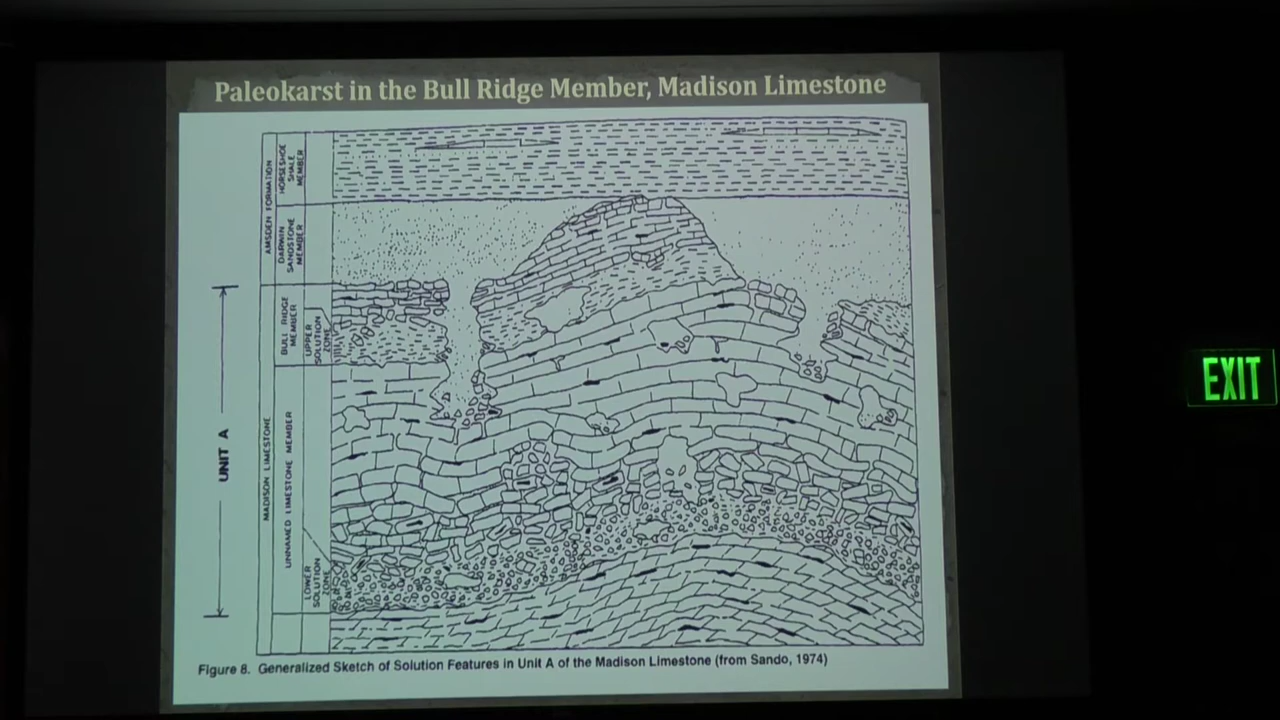 Paleokarst in the Bull Ridge Member, Madison Limestone
AMSDEN FORMATION
HORSESHOE
SHALE
MEMBER
DARWIN
SANDSTONE
MEMBER
UNIT A
MADISON LIMESTONE
BULL RIDGE
MEMBER
UPPER
SOLUTION
ZONE
UNNAMED LIMESTONE MEMBER
LOWER
SOLUTION
ZONE
Figure 8. Generalized Sketch of Solution Features in Unit A of the Madison Limestone (from Sando, 1974)
EXIT